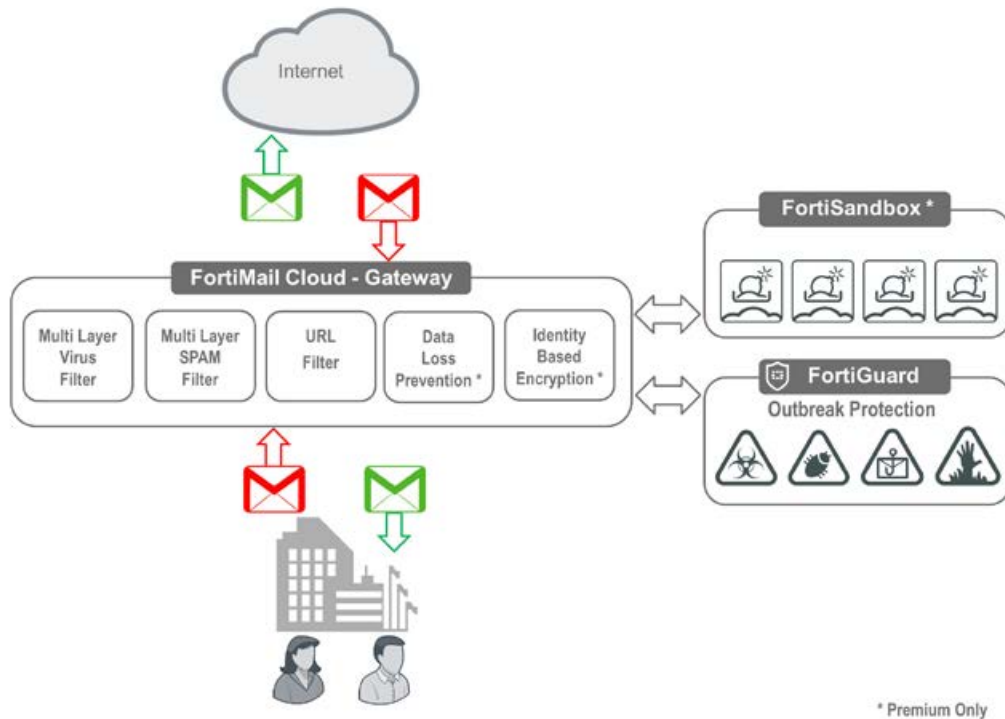 Internet
FortiSandbox *
FortiMail Cloud - Gateway
Multi Layer
Virus
Filter
Multi Layer
SPAM
Filter
URL
Filter
Data
Loss
Prevention *
Identity
Based
Encryption *
FortiGuard
Outbreak Protection
* Premium Only